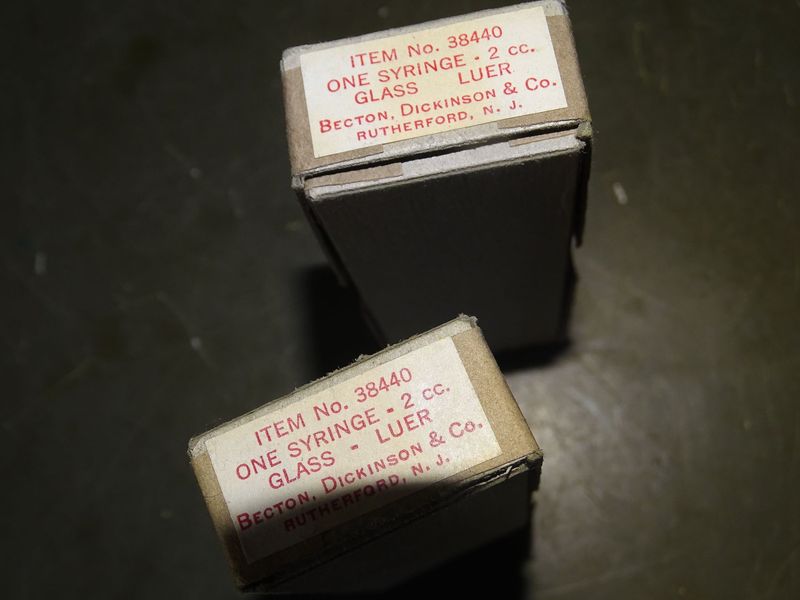 ITEM No. 38440
ONE SYRINGE - 2 cc.
GLASS LUER
BECTON, DICKINSON & CO.
RUTHERFORD, N. J.
ITEM No. 38440
ONE SYRINGE - 2 cc.
GLASS - LUER
BECTON, DICKINSON & CO.
RUTHERFORD, N. J.